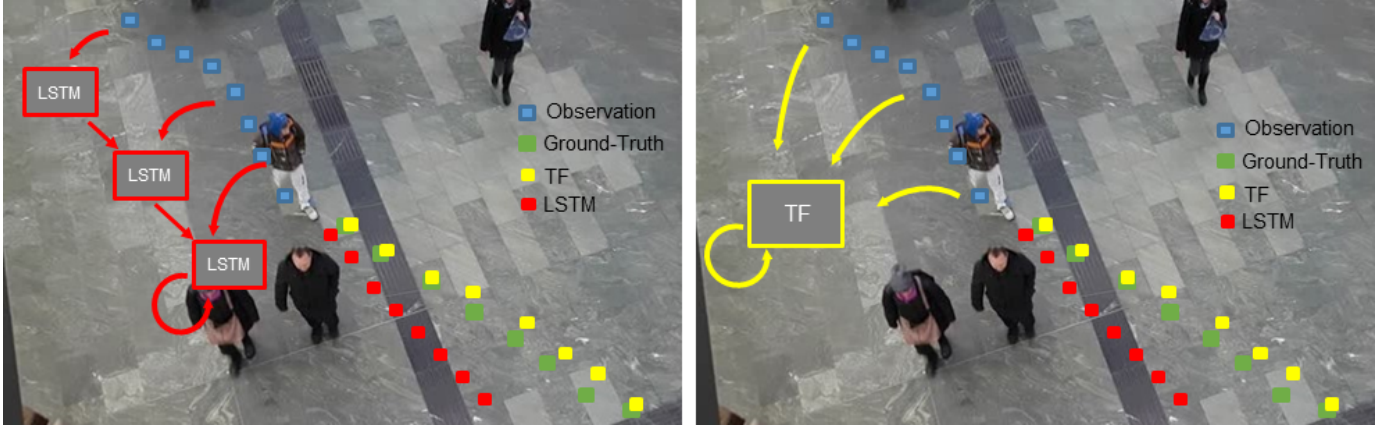 LSTM
LSTM
LSTM
Observation
Ground-Truth
TF
LSTM
TF
Observation
Ground-Truth
TF
LSTM